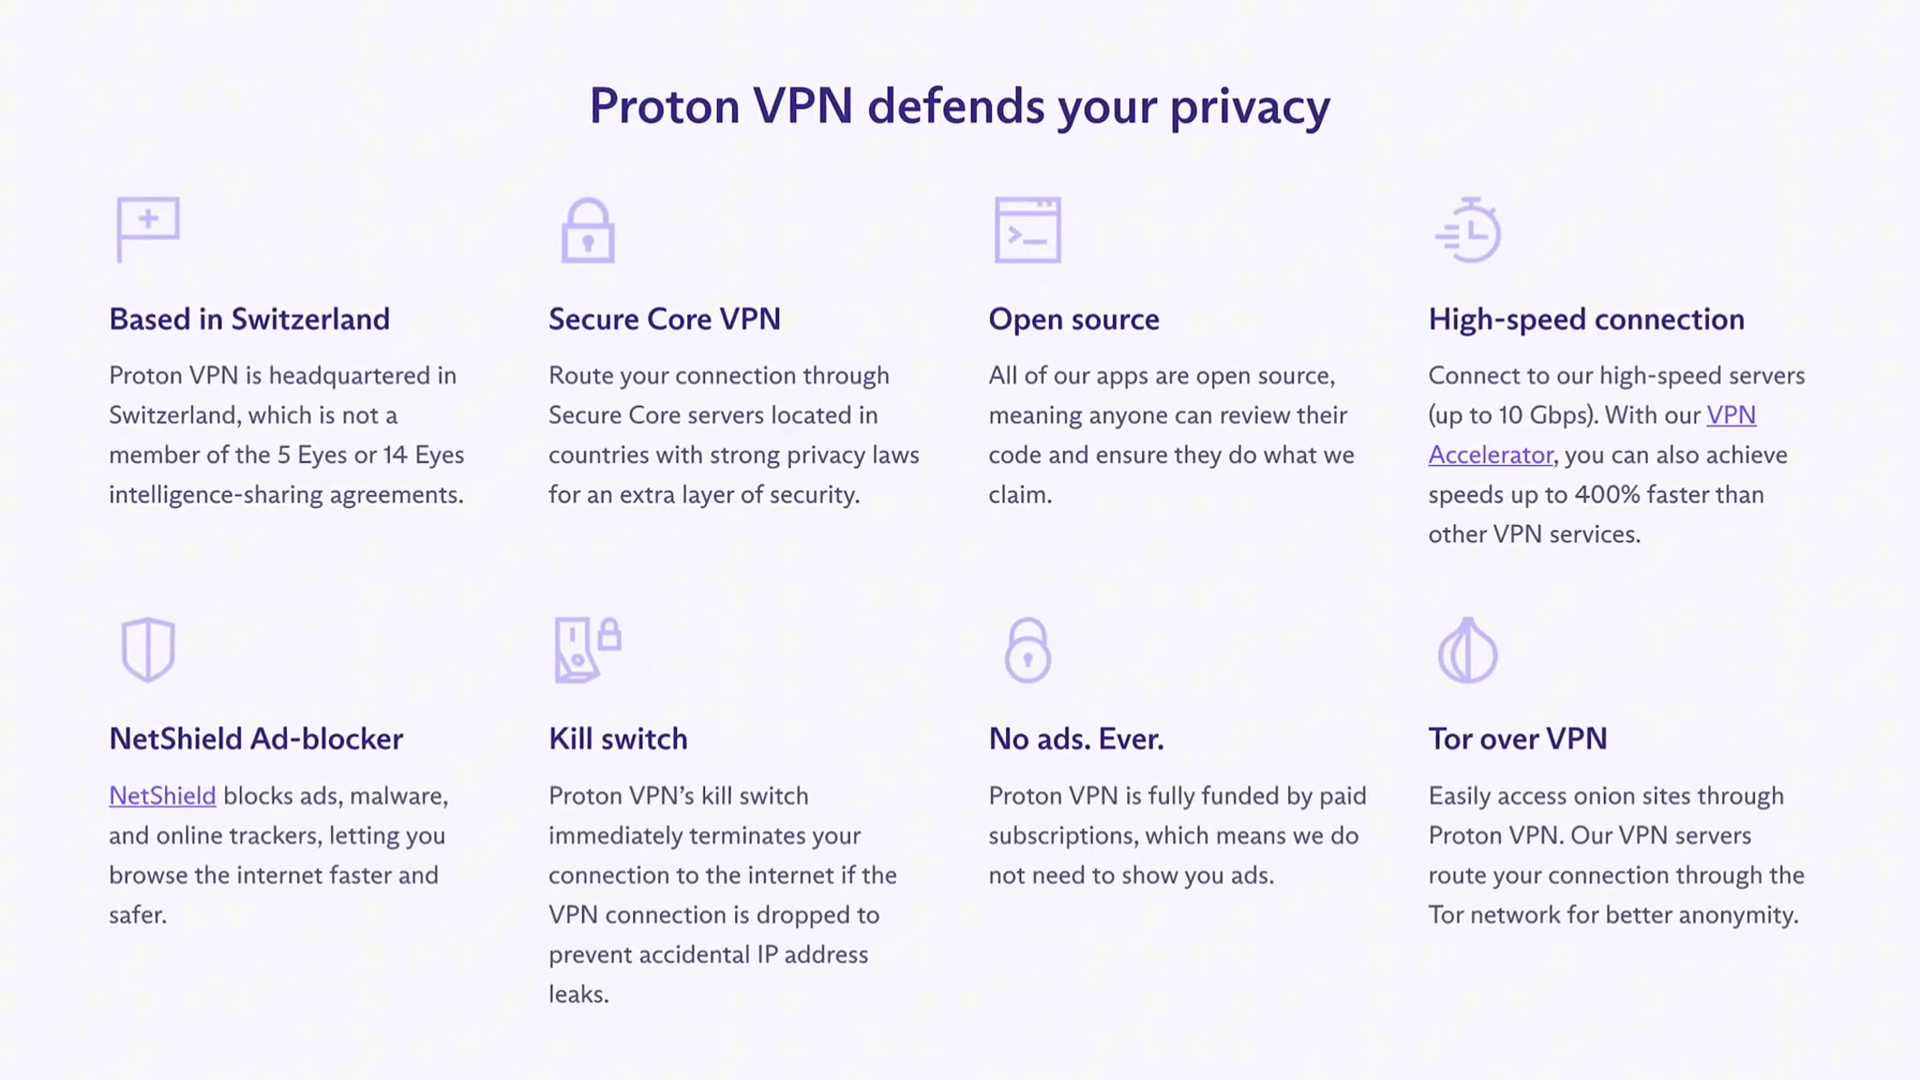 Proton VPN defends your privacy
Based in Switzerland
Proton VPN is headquartered in
Switzerland, which is not a
member of the 5 Eyes or 14 Eyes
intelligence-sharing agreements.
Secure Core VPN
Route your connection through
Secure Core servers located in
countries with strong privacy laws
for an extra layer of security.
Open source
All of our apps are open source,
meaning anyone can review their
code and ensure they do what we
claim.
High-speed connection
Connect to our high-speed servers
(up to 10 Gbps). With our VPN
Accelerator, you can also achieve
speeds up to 400% faster than
other VPN services.
NetShield Ad-blocker
NetShield blocks ads, malware,
and online trackers, letting you
browse the internet faster and
safer.
Kill switch
Proton VPN’s kill switch
immediately terminates your
connection to the internet if the
VPN connection is dropped to
prevent accidental IP address
leaks.
No ads. Ever.
Proton VPN is fully funded by paid
subscriptions, which means we do
not need to show you ads.
Tor over VPN
Easily access onion sites through
Proton VPN. Our VPN servers
route your connection through the
Tor network for better anonymity.